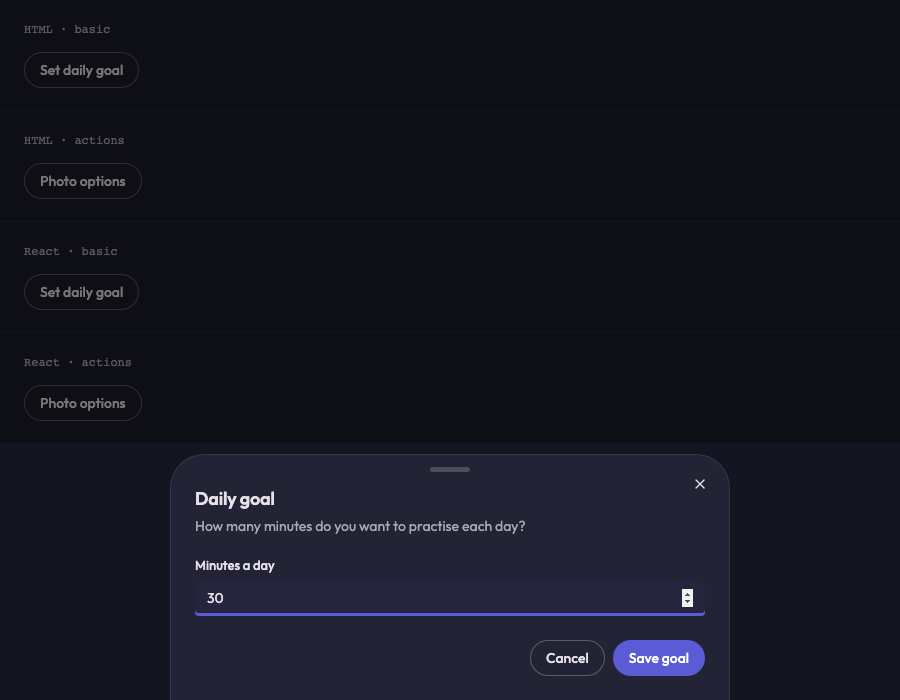 HTML · basic
Set daily goal
HTML · actions
Photo options
React · basic
Set daily goal
React · actions
Photo options
Daily goal
How many minutes do you want to practise each day?
Minutes a day
30
Cancel
Save goal